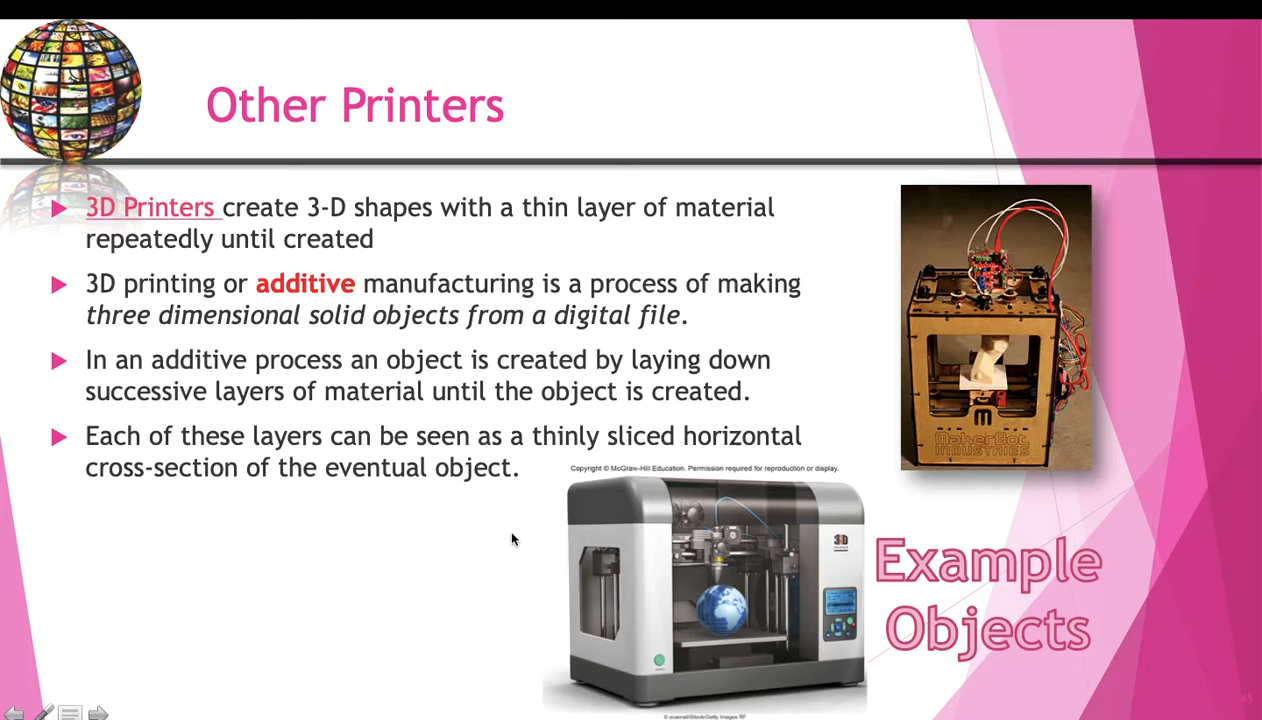 Other Printers
3D Printers create 3-D shapes with a thin layer of material
repeatedly until created
3D printing or additive manufacturing is a process of making
three dimensional solid objects from a digital file.
In an additive process an object is created by laying down
successive layers of material until the object is created.
Each of these layers can be seen as a thinly sliced horizontal
cross-section of the eventual object.
Copyright © McGraw-Hill Education. Permission required for reproduction or display.
MakerBot
INDUSTRIES
3D
Example
Objects